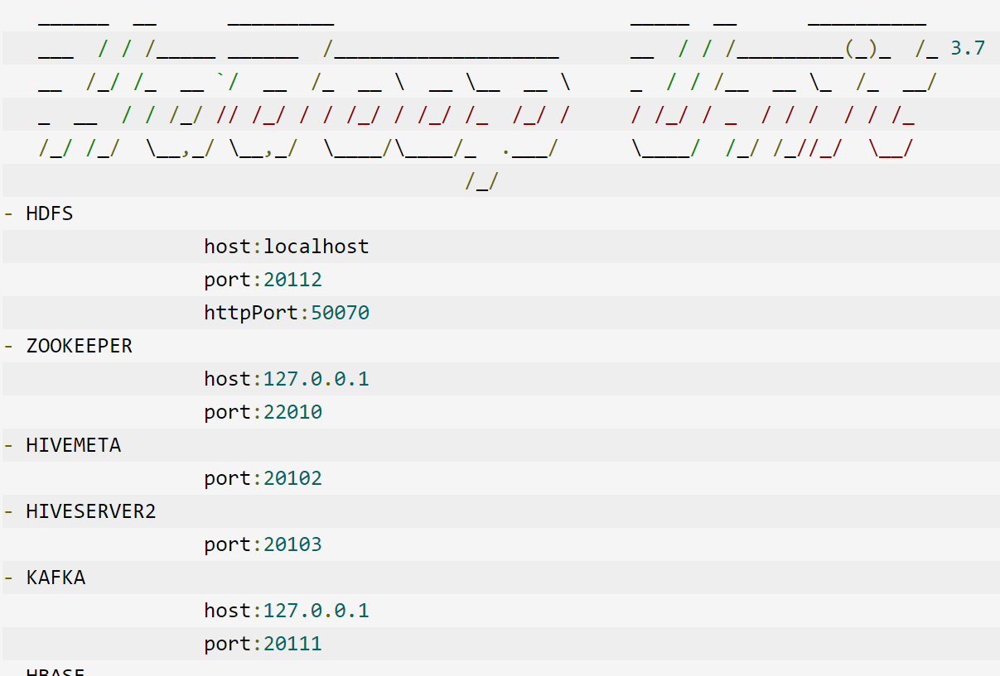 ______  __      _________                         _____  __      __________
   ___  / / /_____ ______  /___________________      __  / / /_________(_)_  /_ 3.7
   __  /_/ /_  __ `/  __  /_  __ \  __ \__  __ \     _  / / /__  __ \_  /_  __/
   _  __  / / /_/ // /_/ / / /_/ / /_/ /_  /_/ /     / /_/ / _  / / /  / / /_
   /_/ /_/  \__,_/ \__,_/  \____/\____/_  .___/      \____/  /_/ /_//_/  \__/
                                       /_/
- HDFS
                 host:localhost
                 port:20112
                 httpPort:50070
- ZOOKEEPER
                 host:127.0.0.1
                 port:22010
- HIVEMETA
                 port:20102
- HIVESERVER2
                 port:20103
- KAFKA
                 host:127.0.0.1
                 port:20111
  HBASE